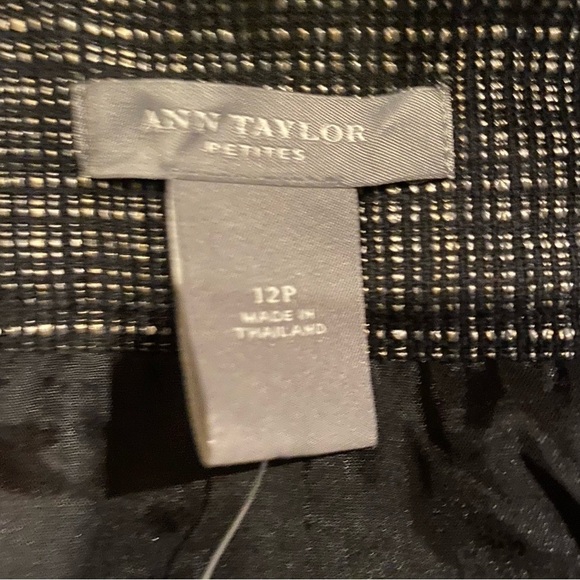 ANN TAYLOR
PETITES
12P
MADE IN
THAILAND